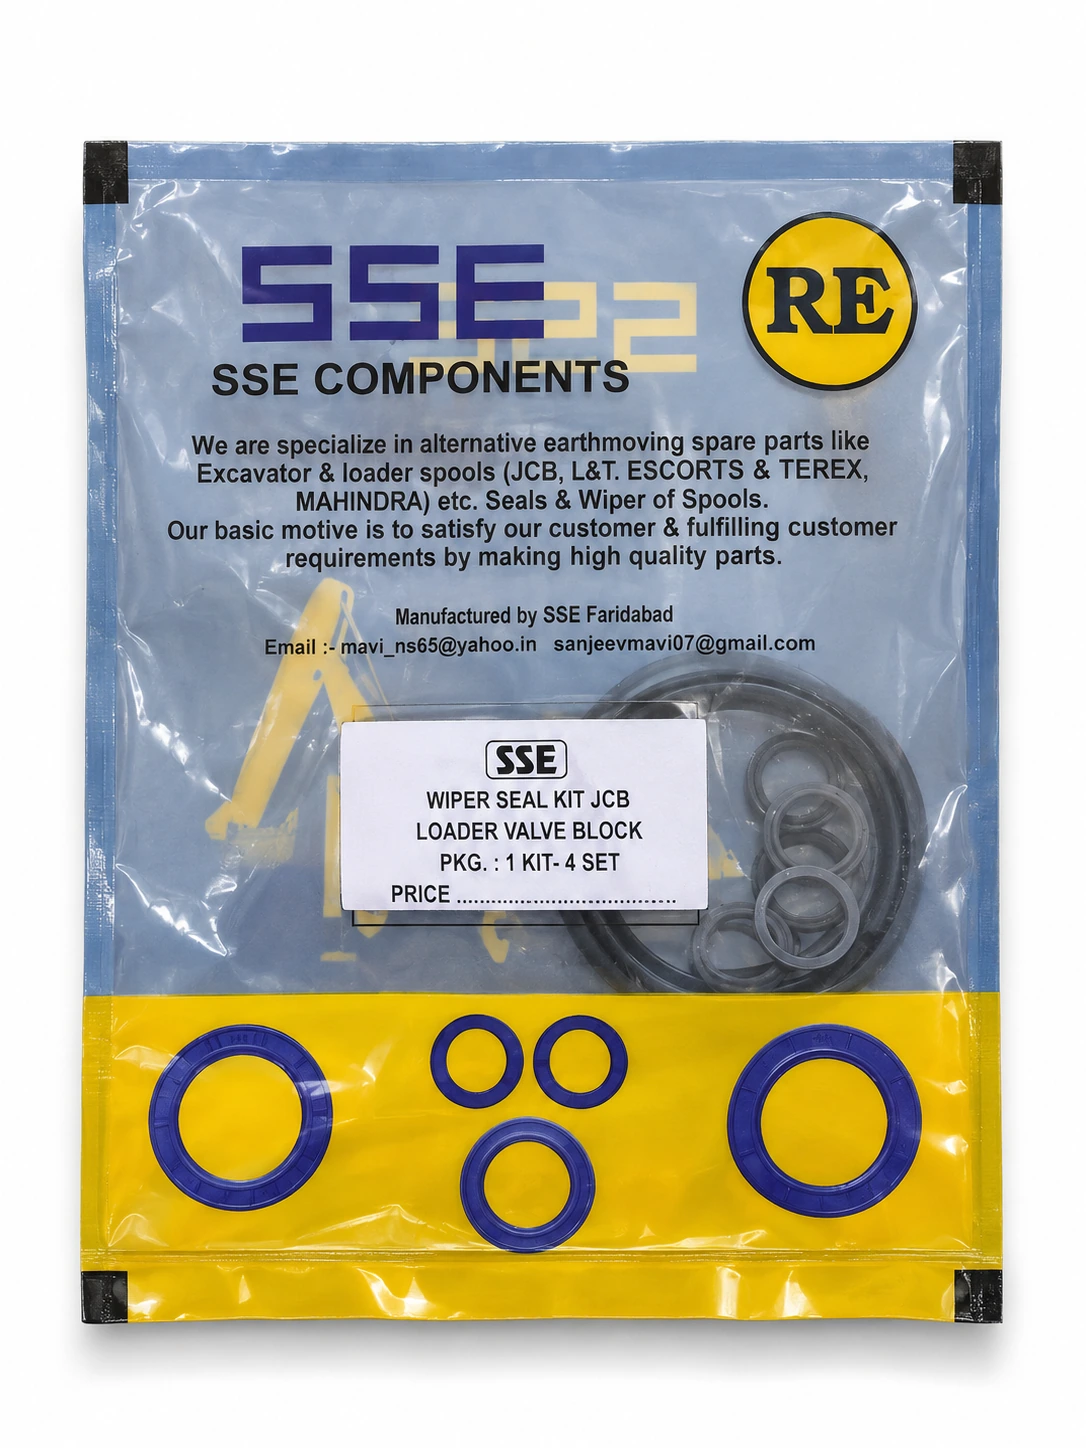 SSE
RE
SSE COMPONENTS
We are specialize in alternative earthmoving spare parts like
Excavator & loader spools (JCB, L&T. ESCORTS & TEREX,
MAHINDRA) etc. Seals & Wiper of Spools.
Our basic motive is to satisfy our customer & fulfilling customer
requirements by making high quality parts.
Manufactured by SSE Faridabad
Email :- mavi_ns65@yahoo.in sanjeevmavi07@gmail.com
SSE
WIPER SEAL KIT JCB
LOADER VALVE BLOCK
PKG. : 1 KIT- 4 SET
PRICE .......................................